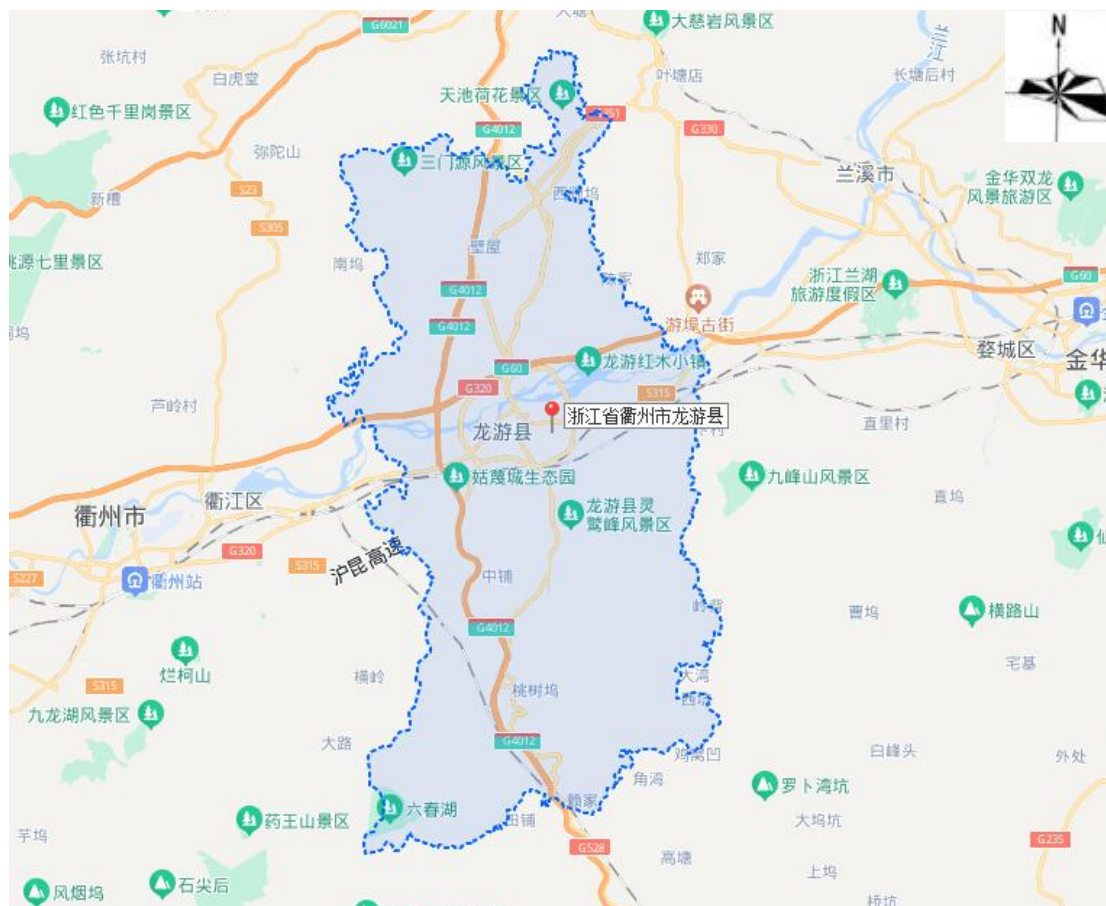 大慈岩风景区
G6021
N
兰江
张坑村
白虎堂
叶塘店
长塘后村
天池荷花景区
红色千里岗景区
G4012
G351
G330
弥陀山
三门源风景区
兰溪市
金华双龙
风景旅游区
新槽
S23
S305
桃源七里景区
南坞
壁屋
郑家
浙江兰湖
旅游度假区
G60
G4012
游埠古街
G4012
婺城区
金华
G60
龙游红木小镇
G320
S315
芦岭村
浙江省衢州市龙游县
龙游县
直里村
姑蔑城生态园
九峰山风景区
衢江区
衢州市
龙游县灵
鹫峰风景区
直坞
G320
沪昆高速
S315
S227
衢州站
中铺
岭背
曹坞
横路山
G4012
烂柯山
宅基
横岭
大湾
S315
桃树坞
九龙湖风景区
大路
G4012
鸡窝凹
白峰头
外处
角湾
罗卜湾坑
赖家
六春湖
药王山景区
田铺
大坞坑
芋坞
G528
G235
高塘
上坞
石尖后
风烟坞
桥坑